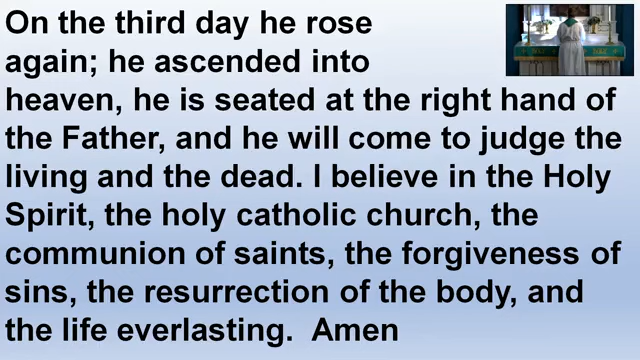 On the third day he rose
again; he ascended into
heaven, he is seated at the right hand of
the Father, and he will come to judge the
living and the dead. I believe in the Holy
Spirit, the holy catholic church, the
communion of saints, the forgiveness of
sins, the resurrection of the body, and
the life everlasting.  Amen